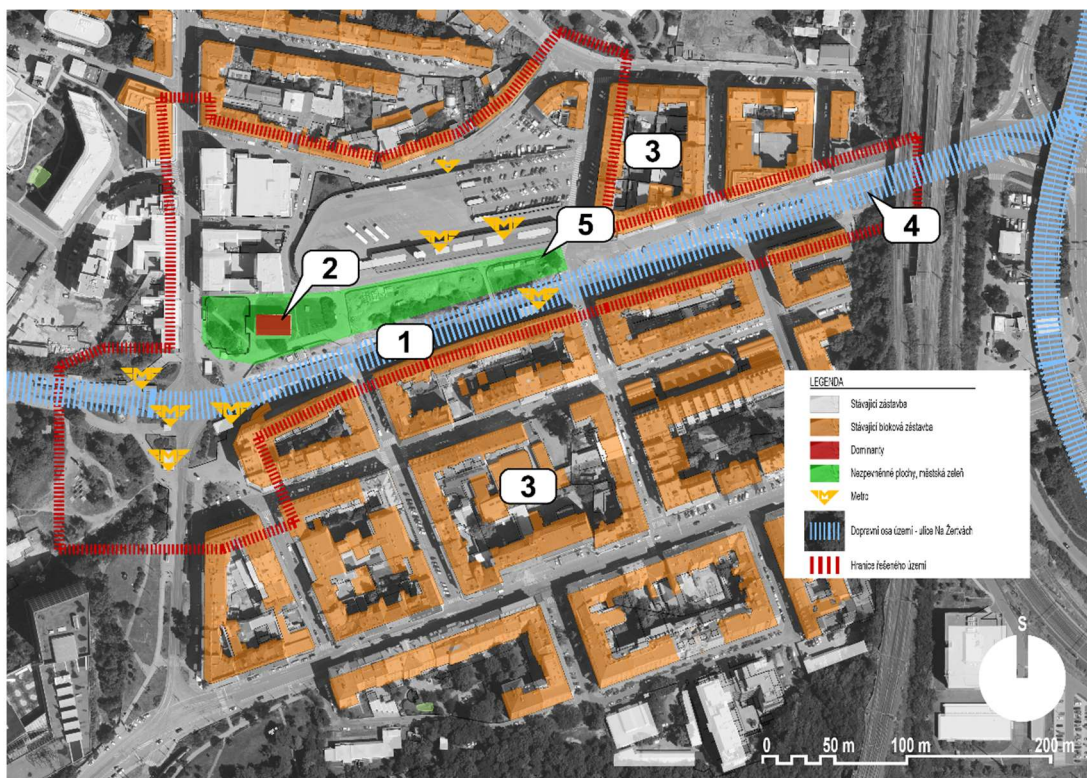 3
5
4
2
1
3
LEGENDA
Stávající zástavba
Stávající bloková zástavba
Dominanty
Nezpevněné plochy, městská zeleň
Metro
Dopravní osa území - ulice Na Žertvách
Hranice řešeného území
S
0 50 m 100 m 200 m